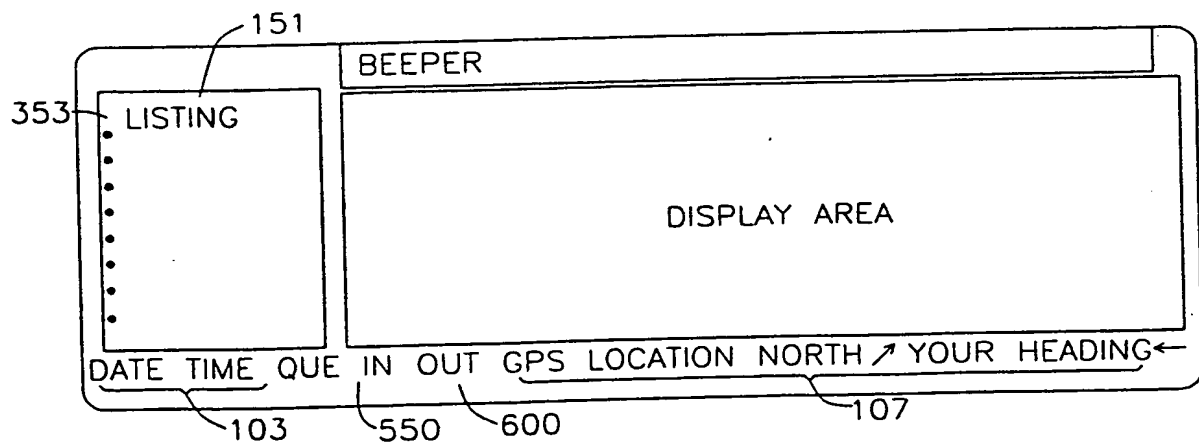 151
BEEPER
353 LISTING
DISPLAY AREA
DATE TIME QUE IN OUT GPS LOCATION NORTH ↗ YOUR HEADING ←
103 550 600 107